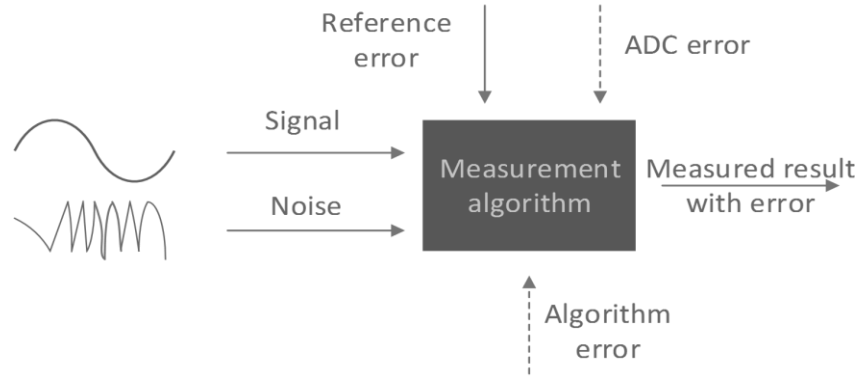 Reference
error
ADC error
Signal
Noise
Measurement
algorithm
Measured result
with error
Algorithm
error